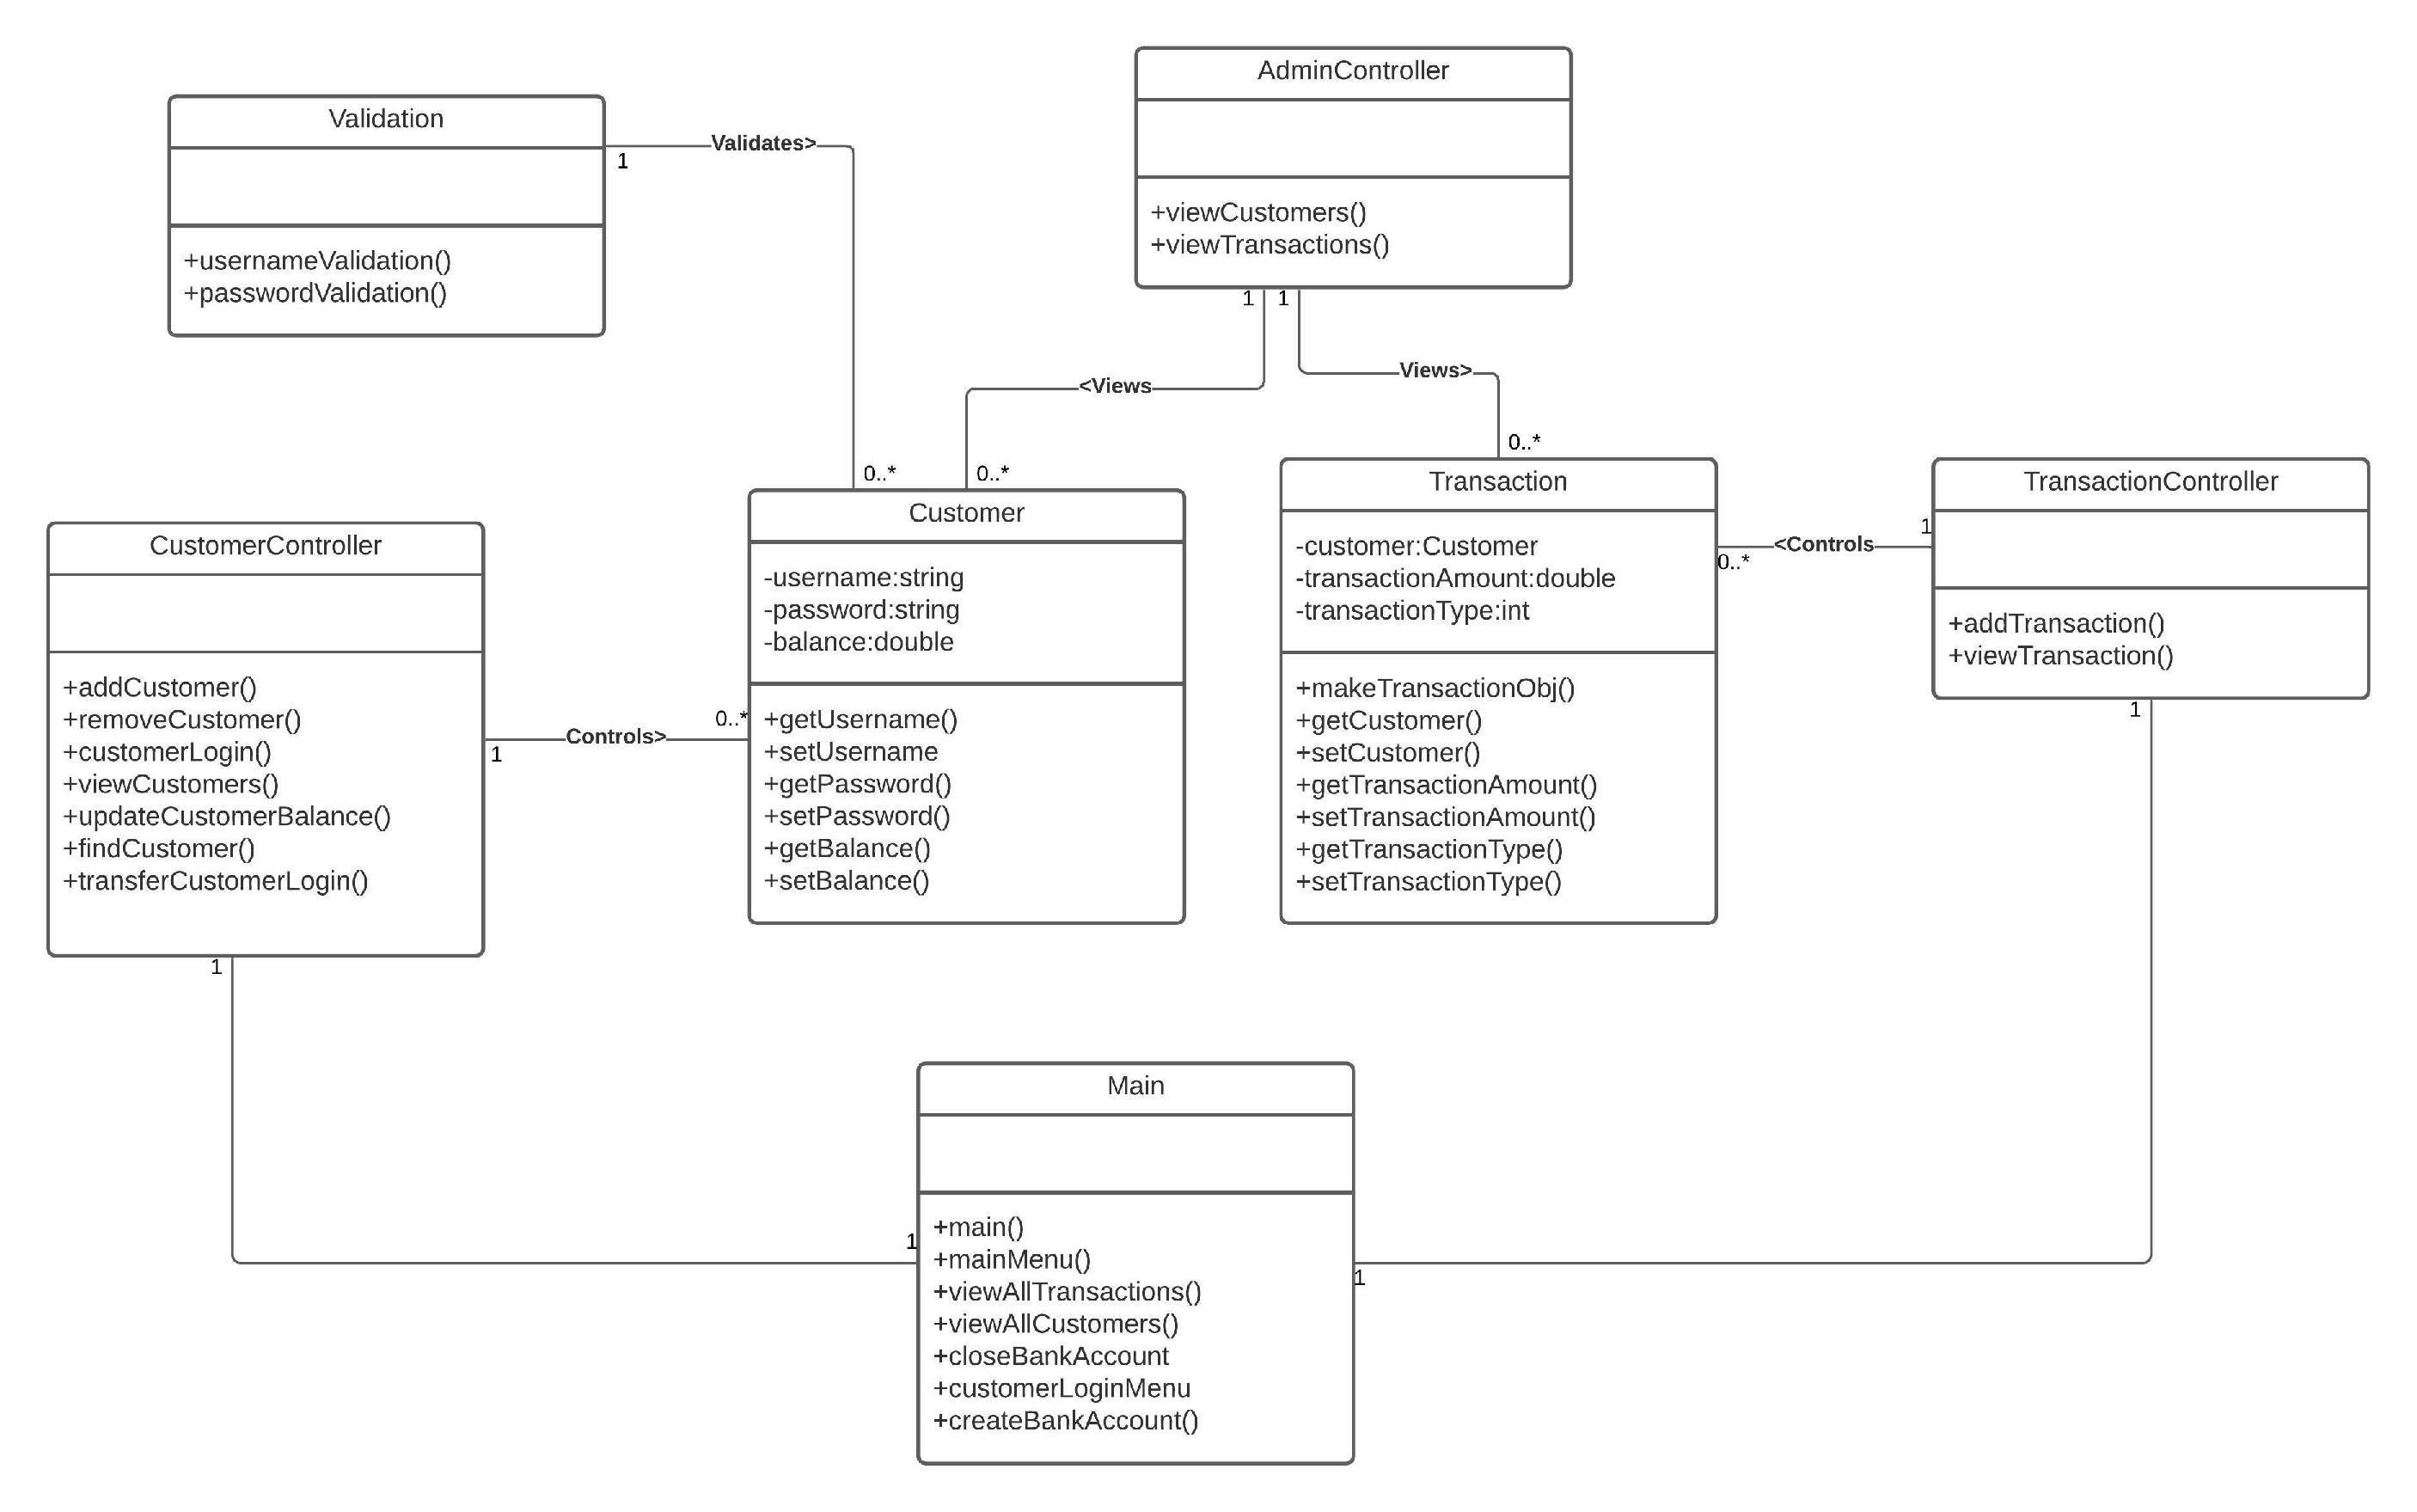 AdminController
+viewCustomers()
+viewTransactions()
1
1
Validation
+usernameValidation()
+passwordValidation()
1
Validates>
0..*
<Views
0..*
Views>
0..*
CustomerController
+addCustomer()
+removeCustomer()
+customerLogin()
+viewCustomers()
+updateCustomerBalance()
+findCustomer()
+transferCustomerLogin()
1
Controls>
0..*
1
Customer
-username:string
-password:string
-balance:double
+getUsername()
+setUsername
+getPassword()
+setPassword()
+getBalance()
+setBalance()
Transaction
-customer:Customer
-transactionAmount:double
-transactionType:int
+makeTransactionObj()
+getCustomer()
+setCustomer()
+getTransactionAmount()
+setTransactionAmount()
+getTransactionType()
+setTransactionType()
0..*
<Controls
1
TransactionController
+addTransaction()
+viewTransaction()
1
Main
+main()
+mainMenu()
+viewAllTransactions()
+viewAllCustomers()
+closeBankAccount
+customerLoginMenu
+createBankAccount()
1
1